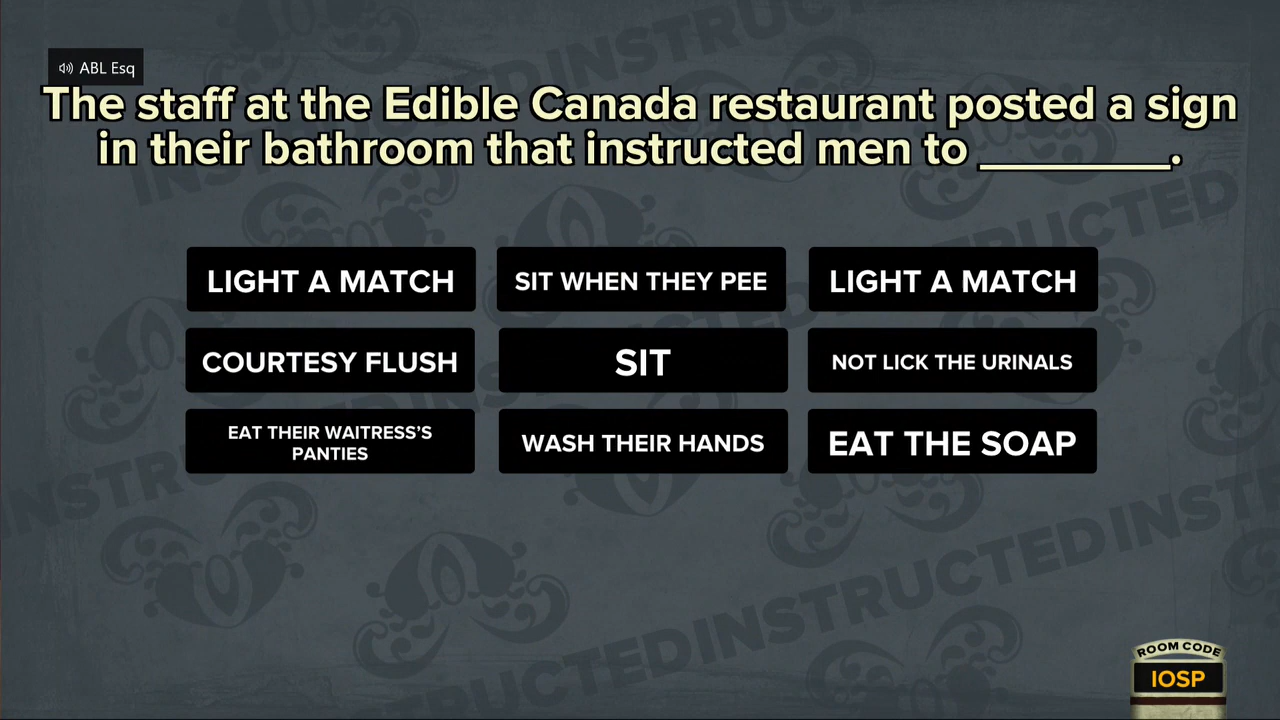 ABL Esq
The staff at the Edible Canada restaurant posted a sign
in their bathroom that instructed men to ________.
LIGHT A MATCH
SIT WHEN THEY PEE
LIGHT A MATCH
COURTESY FLUSH
SIT
NOT LICK THE URINALS
EAT THEIR WAITRESS'S
PANTIES
WASH THEIR HANDS
EAT THE SOAP
INSTRUCTED
ROOM CODE
IOSP